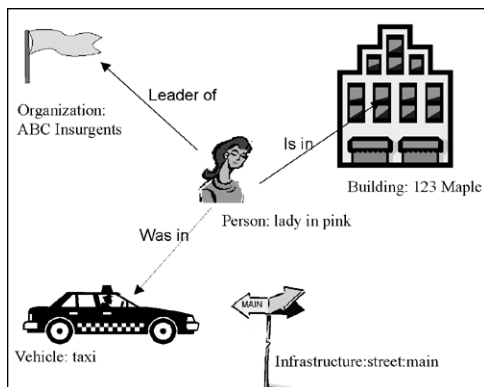 Organization:
ABC Insurgents
Leader of
Is in
Building: 123 Maple
Person: lady in pink
Was in
MAIN
Vehicle: taxi
Infrastructure:street:main